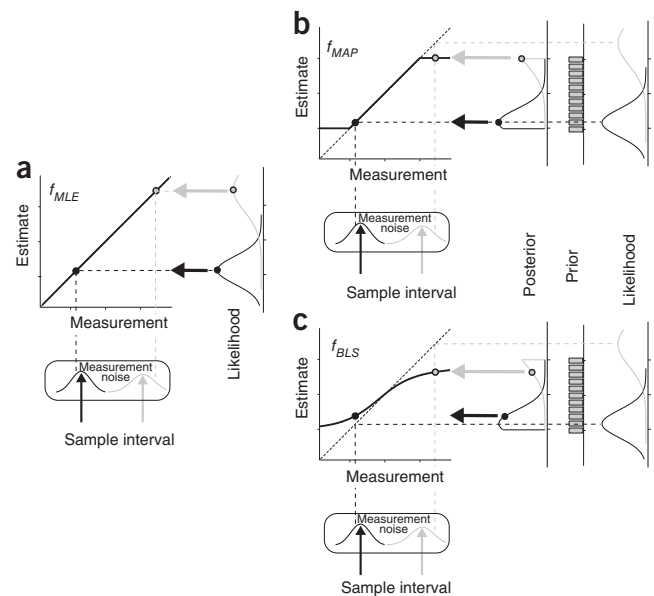 a
f_MLE
Estimate
Measurement
Likelihood
Measurement
noise
Sample interval
b
f_MAP
Estimate
Measurement
Measurement
noise
Sample interval
Posterior
Prior
Likelihood
c
f_BLS
Estimate
Measurement
Measurement
noise
Sample interval